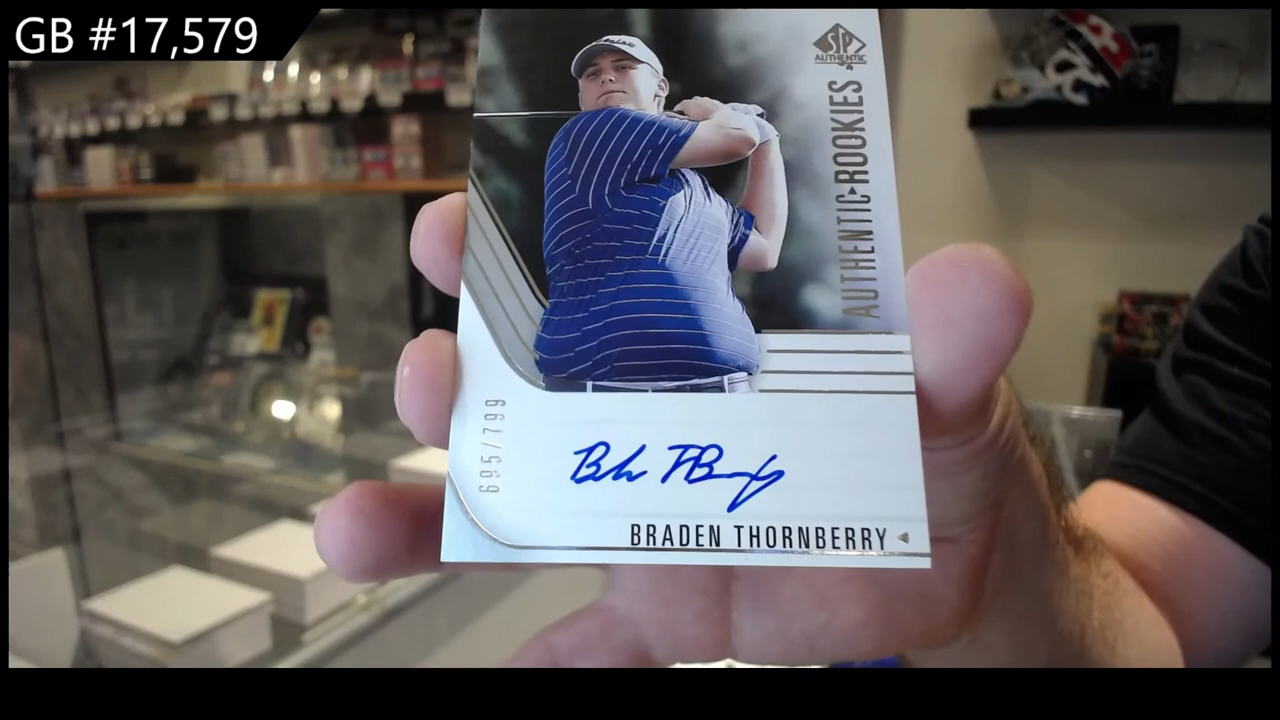 GB #17,579
SP
AUTHENTIC
AUTHENTIC ROOKIES
695/799
BRADEN THORNBERRY